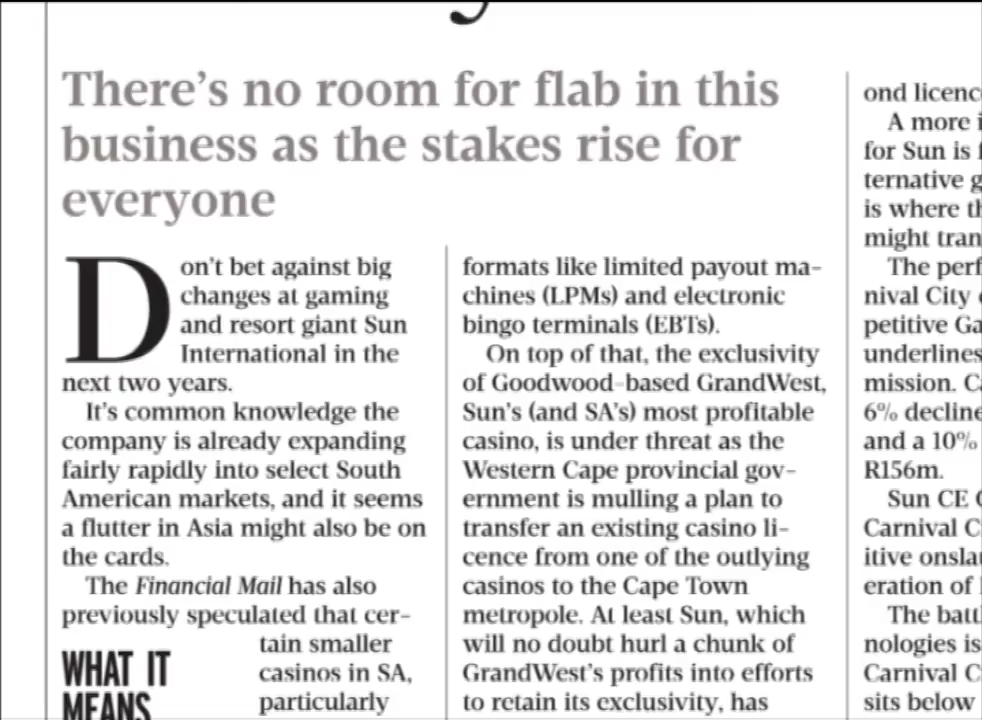 There's no room for flab in this
business as the stakes rise for
everyone
Don't bet against big
changes at gaming
and resort giant Sun
International in the
next two years.
It's common knowledge the
company is already expanding
fairly rapidly into select South
American markets, and it seems
a flutter in Asia might also be on
the cards.
The Financial Mail has also
previously speculated that cer-
tain smaller
casinos in SA,
particularly
WHAT IT
MEANS
formats like limited payout ma-
chines (LPMs) and electronic
bingo terminals (EBTs).
On top of that, the exclusivity
of Goodwood-based GrandWest,
Sun's (and SA's) most profitable
casino, is under threat as the
Western Cape provincial gov-
ernment is mulling a plan to
transfer an existing casino li-
cence from one of the outlying
casinos to the Cape Town
metropole. At least Sun, which
will no doubt hurl a chunk of
GrandWest's profits into efforts
to retain its exclusivity, has
ond licenc
A more i
for Sun is
ternative g
is where th
might tran
The perf
nival City
petitive Ga
underlines
mission. Ca
6% decline
and a 10%
R156m.
Sun CE
Carnival C
itive onsla
eration of
The batt
nologies is
Carnival C
sits below